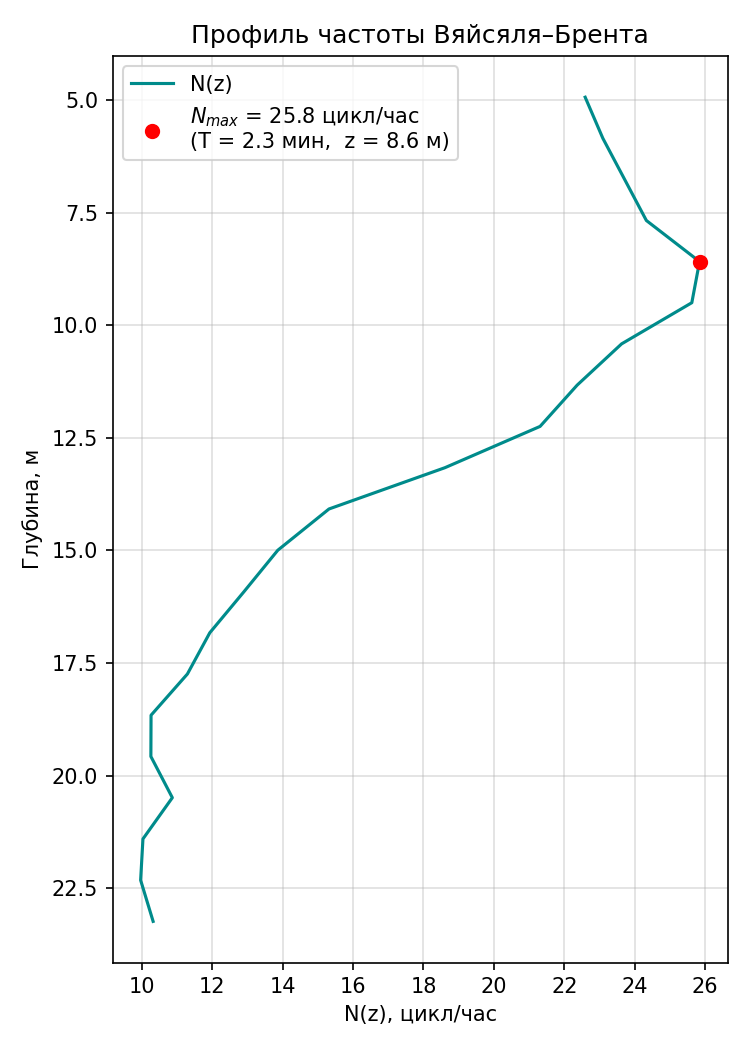 Профиль частоты Вяйсяля–Брента
N(z)
N_max = 25.8 цикл/час
(T = 2.3 мин, z = 8.6 м)
5.0
7.5
10.0
12.5
15.0
17.5
20.0
22.5
Глубина, м
10 12 14 16 18 20 22 24 26
N(z), цикл/час